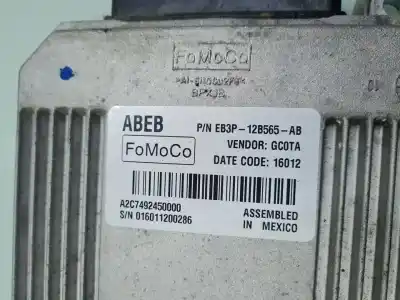 FoMoCo
ABEB
P/N EB3P-12B565-AB
FoMoCo
VENDOR: GC0TA
DATE CODE: 16012
A2C7492450000
S/N 016011200286
ASSEMBLED
IN MEXICO